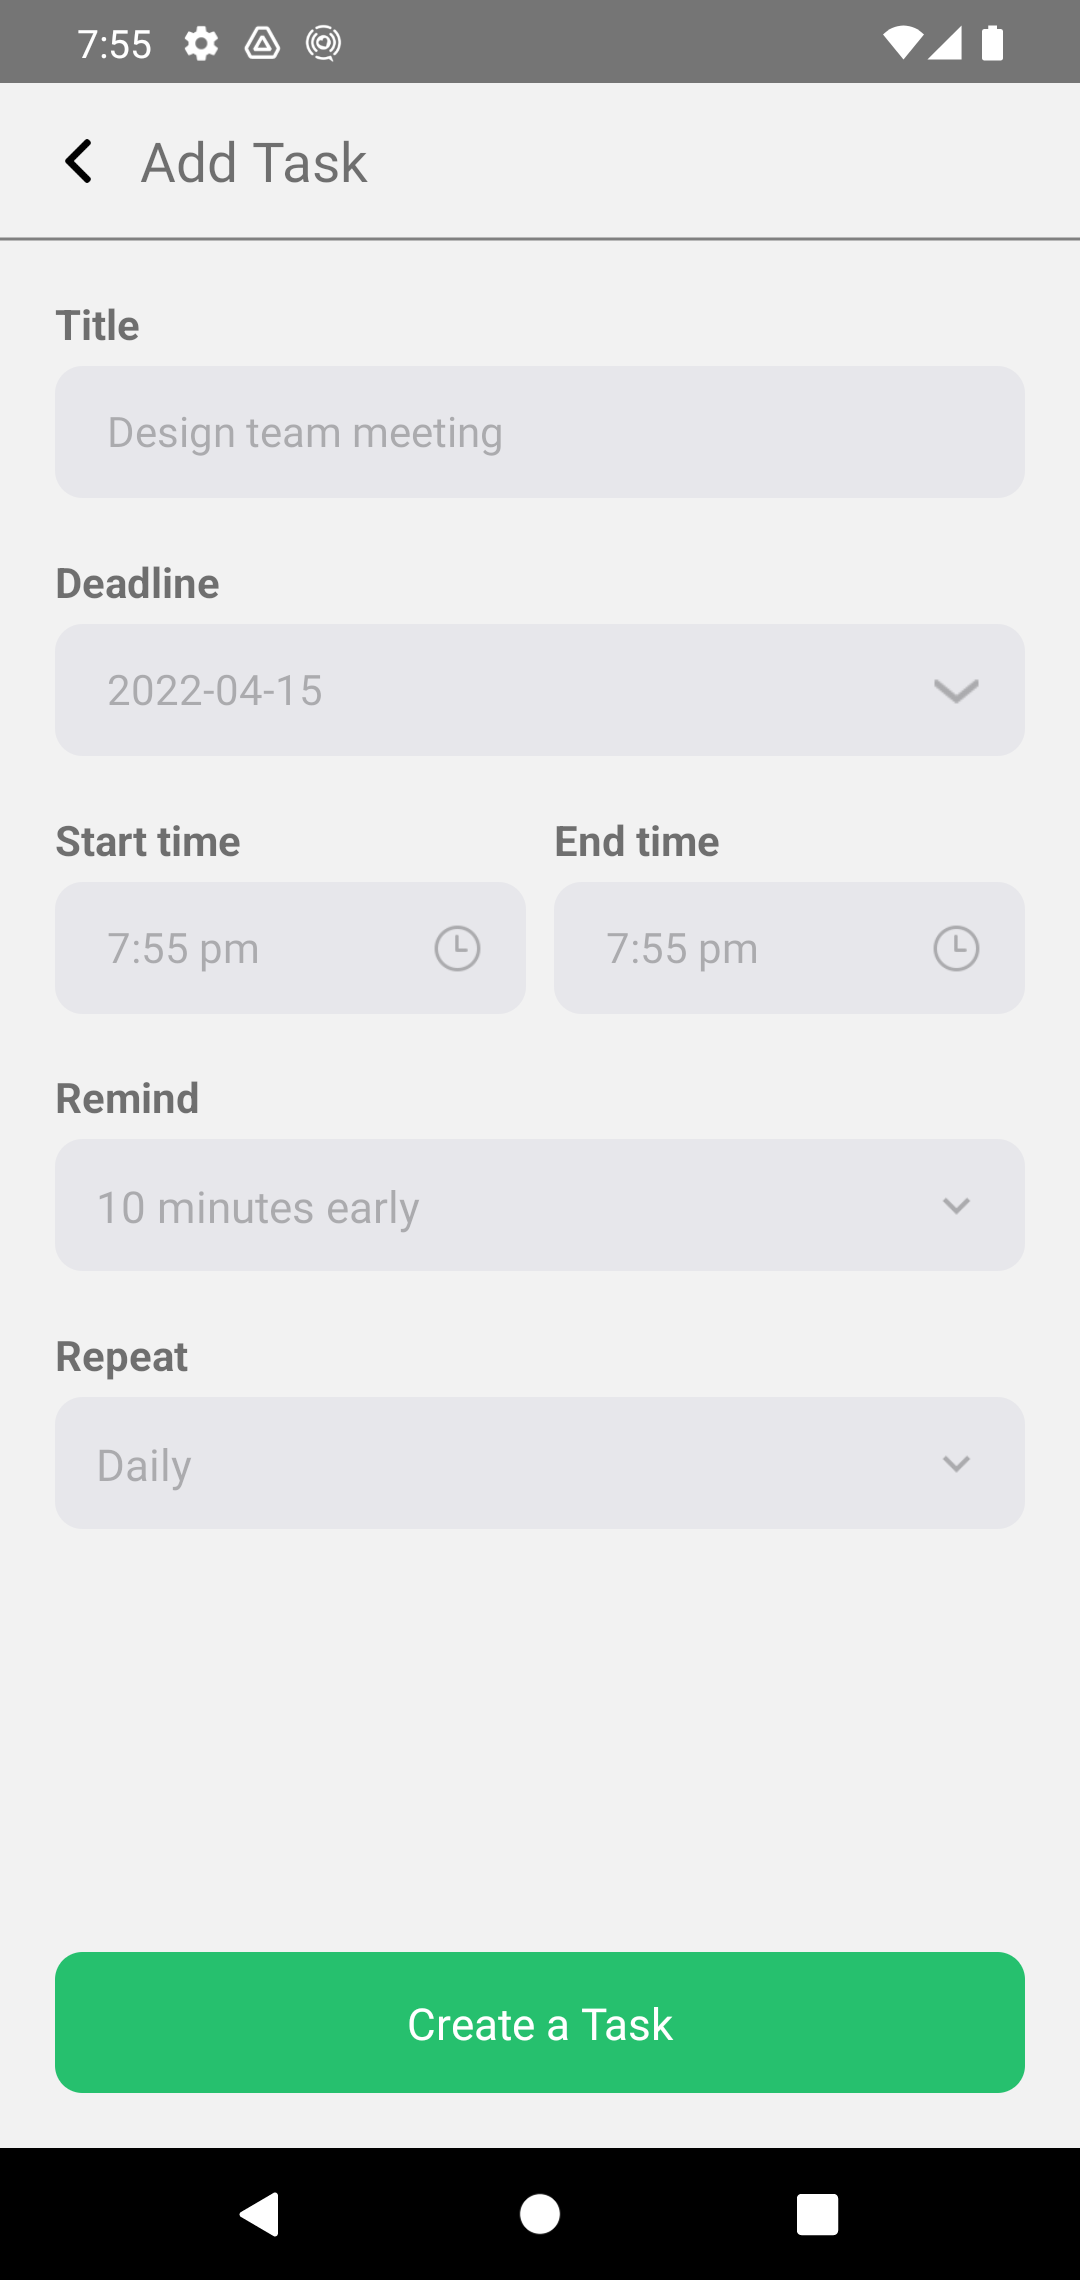 7:55
Add Task
Title
Design team meeting
Deadline
2022-04-15
Start time
End time
7:55 pm
7:55 pm
Remind
10 minutes early
Repeat
Daily
Create a Task